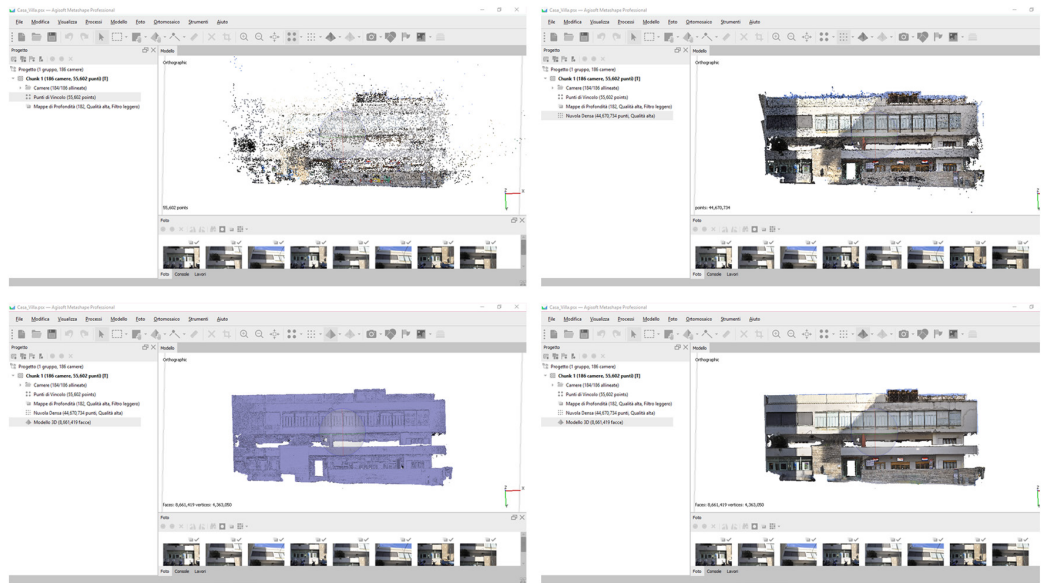 Casa_Villa.psx — Agisoft Metashape Professional
File Modifica Visualizza Processi Modello Foto Ortomosaico Strumenti Aiuto
Progetto
Modello
Progetto (1 gruppo, 186 camere)
Orthographic
Chunk 1 (186 camere, 55,602 punti) [T]
Camere (184/186 allineate)
Punti di Vincolo (55,602 points)
Mappe di Profondità (182, Qualità alta, Filtro leggero)
55,602 points
Foto
Foto Console Lavori
Casa_Villa.psx — Agisoft Metashape Professional
File Modifica Visualizza Processi Modello Foto Ortomosaico Strumenti Aiuto
Progetto
Modello
Progetto (1 gruppo, 186 camere)
Orthographic
Chunk 1 (186 camere, 55,602 punti) [T]
Camere (184/186 allineate)
Punti di Vincolo (55,602 points)
Mappe di Profondità (182, Qualità alta, Filtro leggero)
Nuvola Densa (44,670,734 punti, Qualità alta)
points: 44,670,734
Foto
Foto Console Lavori
Casa_Villa.psx — Agisoft Metashape Professional
File Modifica Visualizza Processi Modello Foto Ortomosaico Strumenti Aiuto
Progetto
Modello
Progetto (1 gruppo, 186 camere)
Orthographic
Chunk 1 (186 camere, 55,602 punti) [T]
Camere (184/186 allineate)
Punti di Vincolo (55,602 points)
Mappe di Profondità (182, Qualità alta, Filtro leggero)
Nuvola Densa (44,670,734 punti, Qualità alta)
Modello 3D (8,661,419 facce)
Faces: 8,661,419 vertices: 4,363,050
Foto
Foto Console Lavori
Casa_Villa.psx — Agisoft Metashape Professional
File Modifica Visualizza Processi Modello Foto Ortomosaico Strumenti Aiuto
Progetto
Modello
Progetto (1 gruppo, 186 camere)
Orthographic
Chunk 1 (186 camere, 55,602 punti) [T]
Camere (184/186 allineate)
Punti di Vincolo (55,602 points)
Mappe di Profondità (182, Qualità alta, Filtro leggero)
Nuvola Densa (44,670,734 punti, Qualità alta)
Modello 3D (8,661,419 facce)
Faces: 8,661,419 vertices: 4,363,050
Foto
Foto Console Lavori